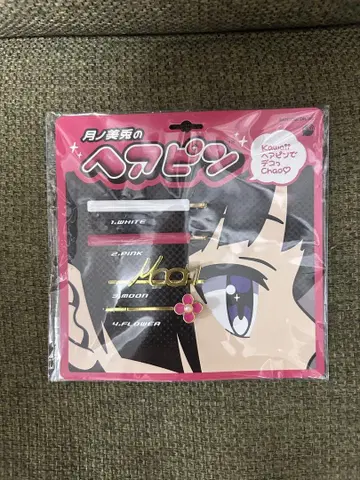 月ノ美兎の
ヘアピン
Kawaii
ヘアピンで
デコっ
Chao♡
1.WHITE
2.PINK
3.MOON
4.FLOWER